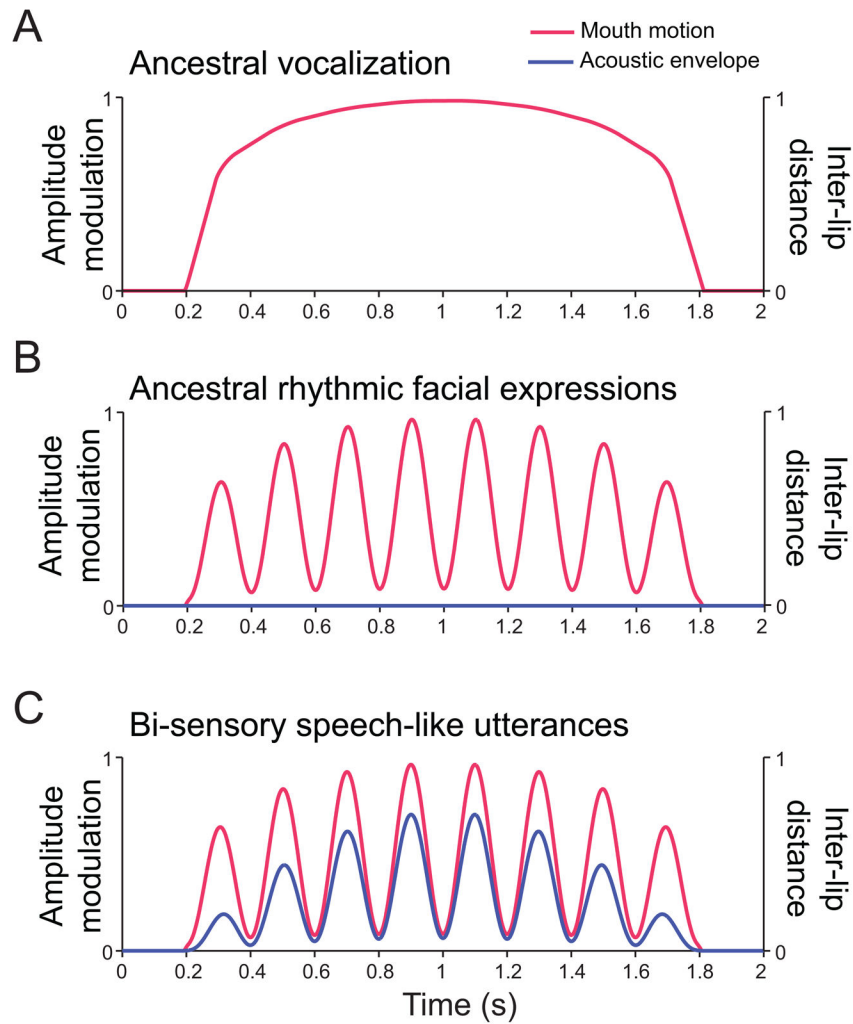 A
Mouth motion
Acoustic envelope
Ancestral vocalization
Amplitude
modulation
1
0
1
0
Inter-lip
distance
0 0.2 0.4 0.6 0.8 1 1.2 1.4 1.6 1.8 2
B
Ancestral rhythmic facial expressions
Amplitude
modulation
1
0
1
0
Inter-lip
distance
0 0.2 0.4 0.6 0.8 1 1.2 1.4 1.6 1.8 2
C
Bi-sensory speech-like utterances
Amplitude
modulation
1
0
1
0
Inter-lip
distance
0 0.2 0.4 0.6 0.8 1 1.2 1.4 1.6 1.8 2
Time (s)